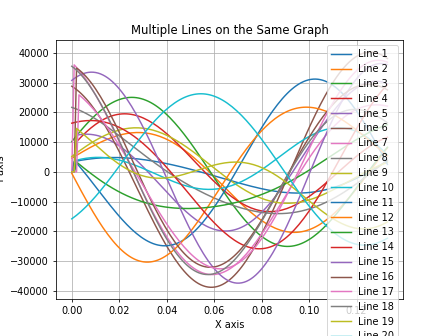 Multiple Lines on the Same Graph
40000
30000
20000
10000
0
−10000
−20000
−30000
−40000
0.00
0.02
0.04
0.06
0.08
0.10
X axis
Line 1
Line 2
Line 3
Line 4
Line 5
Line 6
Line 7
Line 8
Line 9
Line 10
Line 11
Line 12
Line 13
Line 14
Line 15
Line 16
Line 17
Line 18
Line 19
Line 20